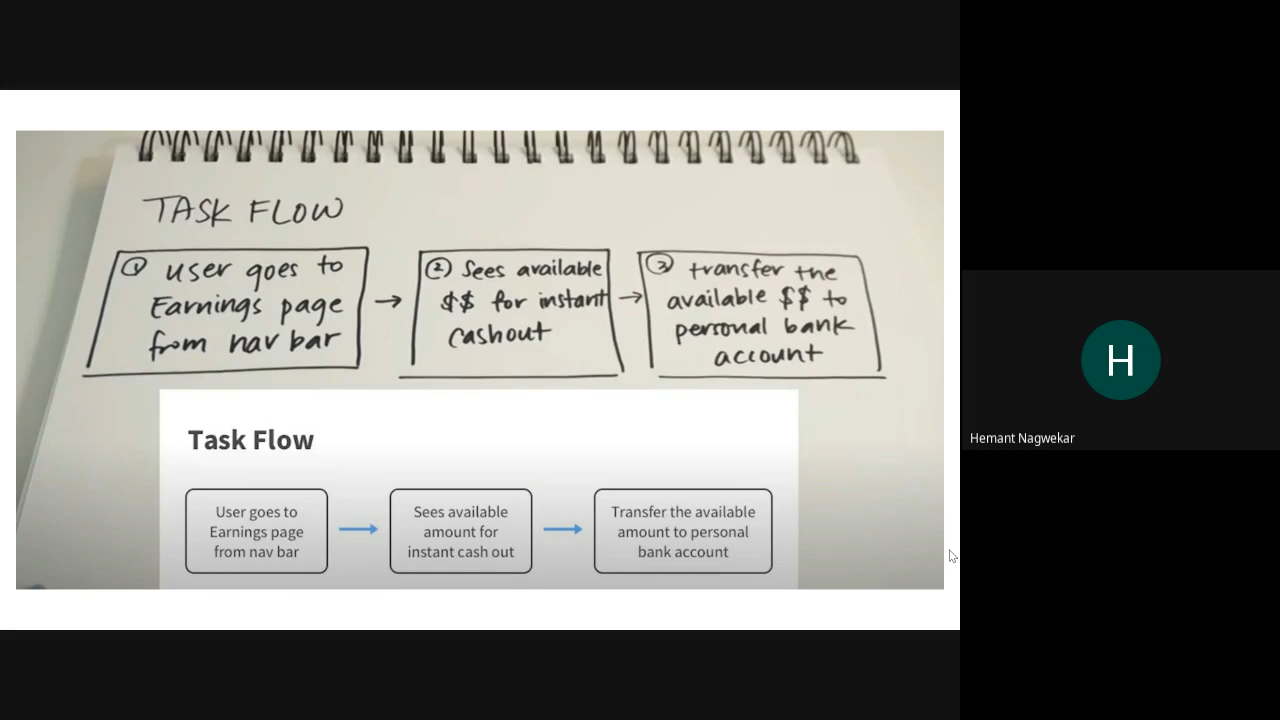 TASK FLOW
① user goes to
Earnings page
from nav bar
② Sees available
$$ for instant
cashout
③ transfer the
available $$ to
personal bank
account
Task Flow
User goes to
Earnings page
from nav bar
Sees available
amount for
instant cash out
Transfer the available
amount to personal
bank account
H
Hemant Nagwekar